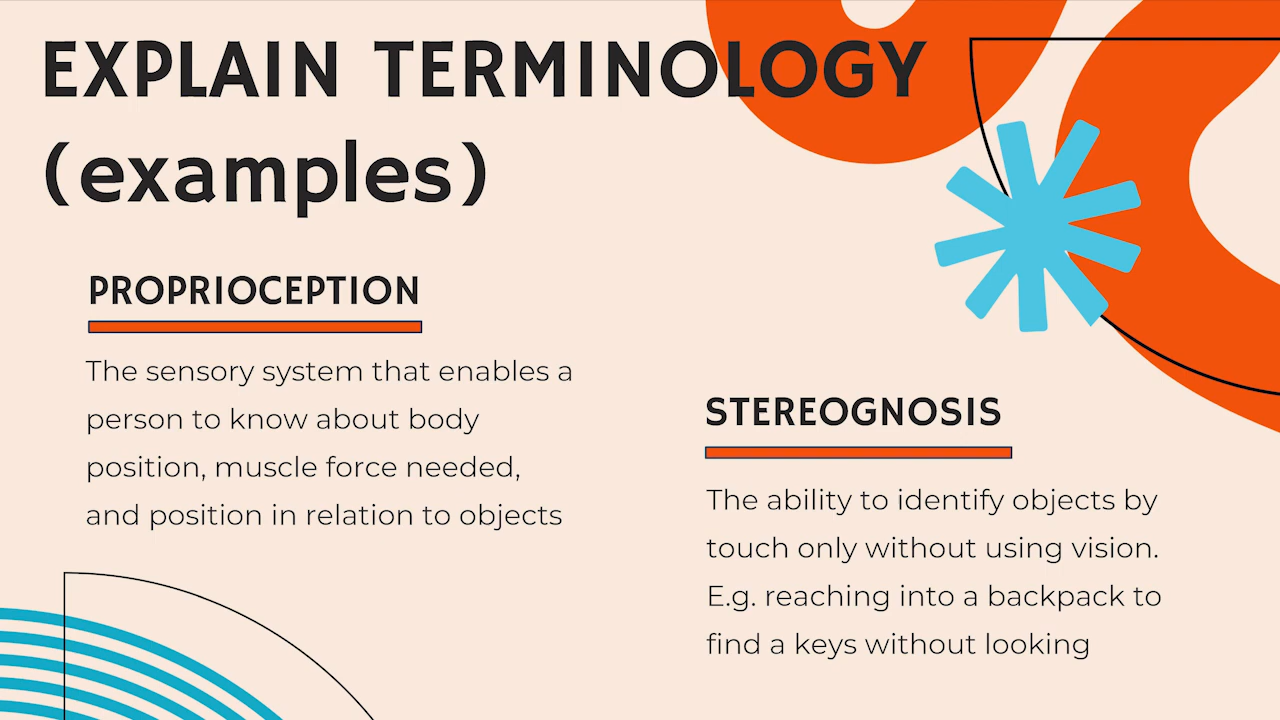 EXPLAIN TERMINOLOGY
(examples)
PROPRIOCEPTION
The sensory system that enables a
person to know about body
position, muscle force needed,
and position in relation to objects
STEREOGNOSIS
The ability to identify objects by
touch only without using vision.
E.g. reaching into a backpack to
find a keys without looking